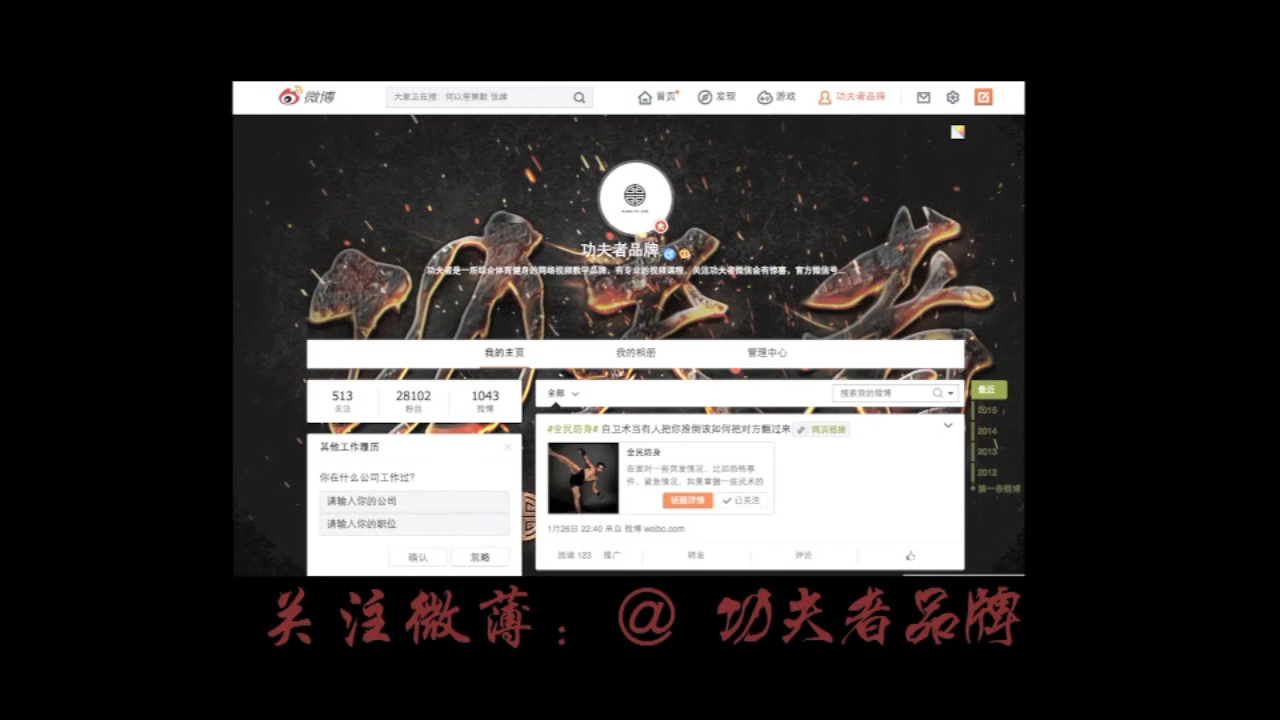 微博
大家正在搜：何以笙箫默 张嫌
首页
发现
游戏
功夫者品牌
功夫者品牌
功夫者是一所综合体育健身的网络视频教学品牌，有专业的视频课程，关注功夫者微信会有惊喜，官方微信号...
功夫者
我的主页
我的相册
管理中心
513
28102
1043
关注
粉丝
微博
其他工作履历
你在什么公司工作过?
请输入你的公司
请输入你的职位
确认
忽略
全部
搜索我的微博
#全民防身# 自卫术当有人把你推倒该如何把对方翻过来 网页链接
全民防身
在面对一些突发情况，比如恐怖事
件，紧急情况，如果掌握一些武术的
话题详情
已关注
1月26日 22:40 来自 微博 weibo.com
阅读 123
推广
转发
评论
最近
2015
2014
2013
2012
第一条微博
关注微薄：@ 功夫者品牌